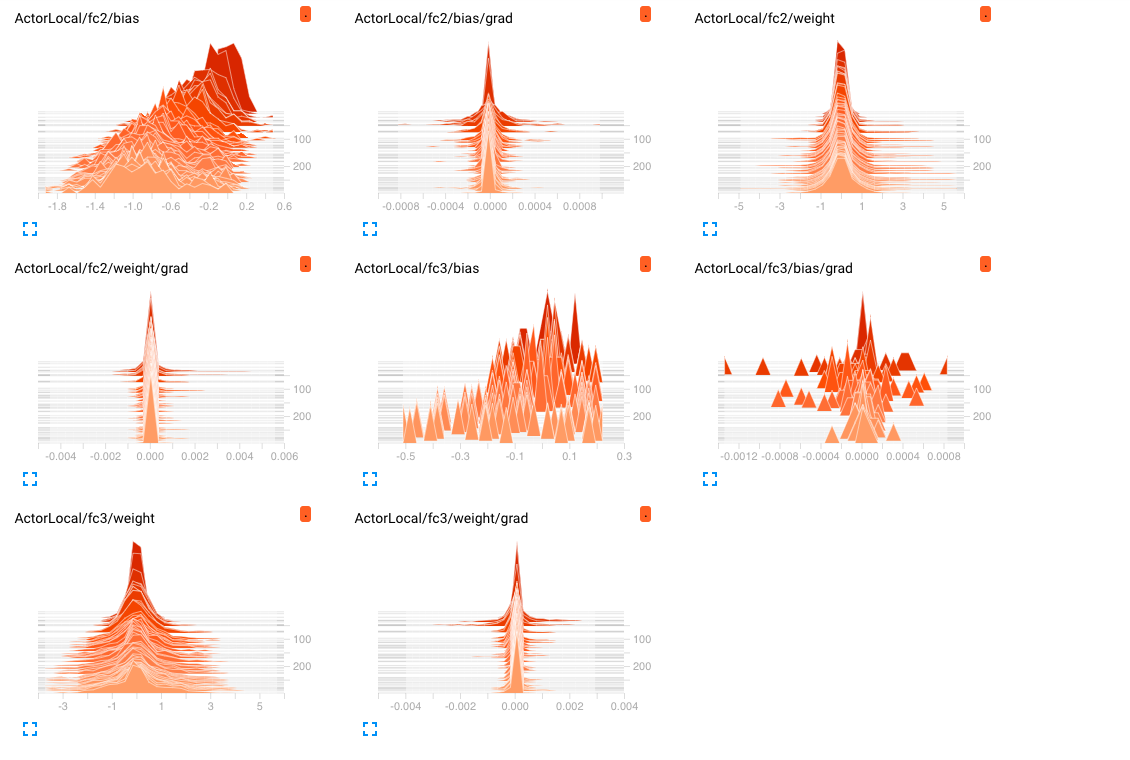 ActorLocal/fc2/bias
ActorLocal/fc2/bias/grad
ActorLocal/fc2/weight
100
200
-1.8 -1.4 -1.0 -0.6 -0.2 0.2 0.6
100
200
-0.0008 -0.0004 0.0000 0.0004 0.0008
100
200
-5 -3 -1 1 3 5
ActorLocal/fc2/weight/grad
ActorLocal/fc3/bias
ActorLocal/fc3/bias/grad
100
200
-0.004 -0.002 0.000 0.002 0.004 0.006
100
200
-0.5 -0.3 -0.1 0.1 0.3
100
200
-0.0012 -0.0008 -0.0004 0.0000 0.0004 0.0008
ActorLocal/fc3/weight
ActorLocal/fc3/weight/grad
100
200
-3 -1 1 3 5
100
200
-0.004 -0.002 0.000 0.002 0.004